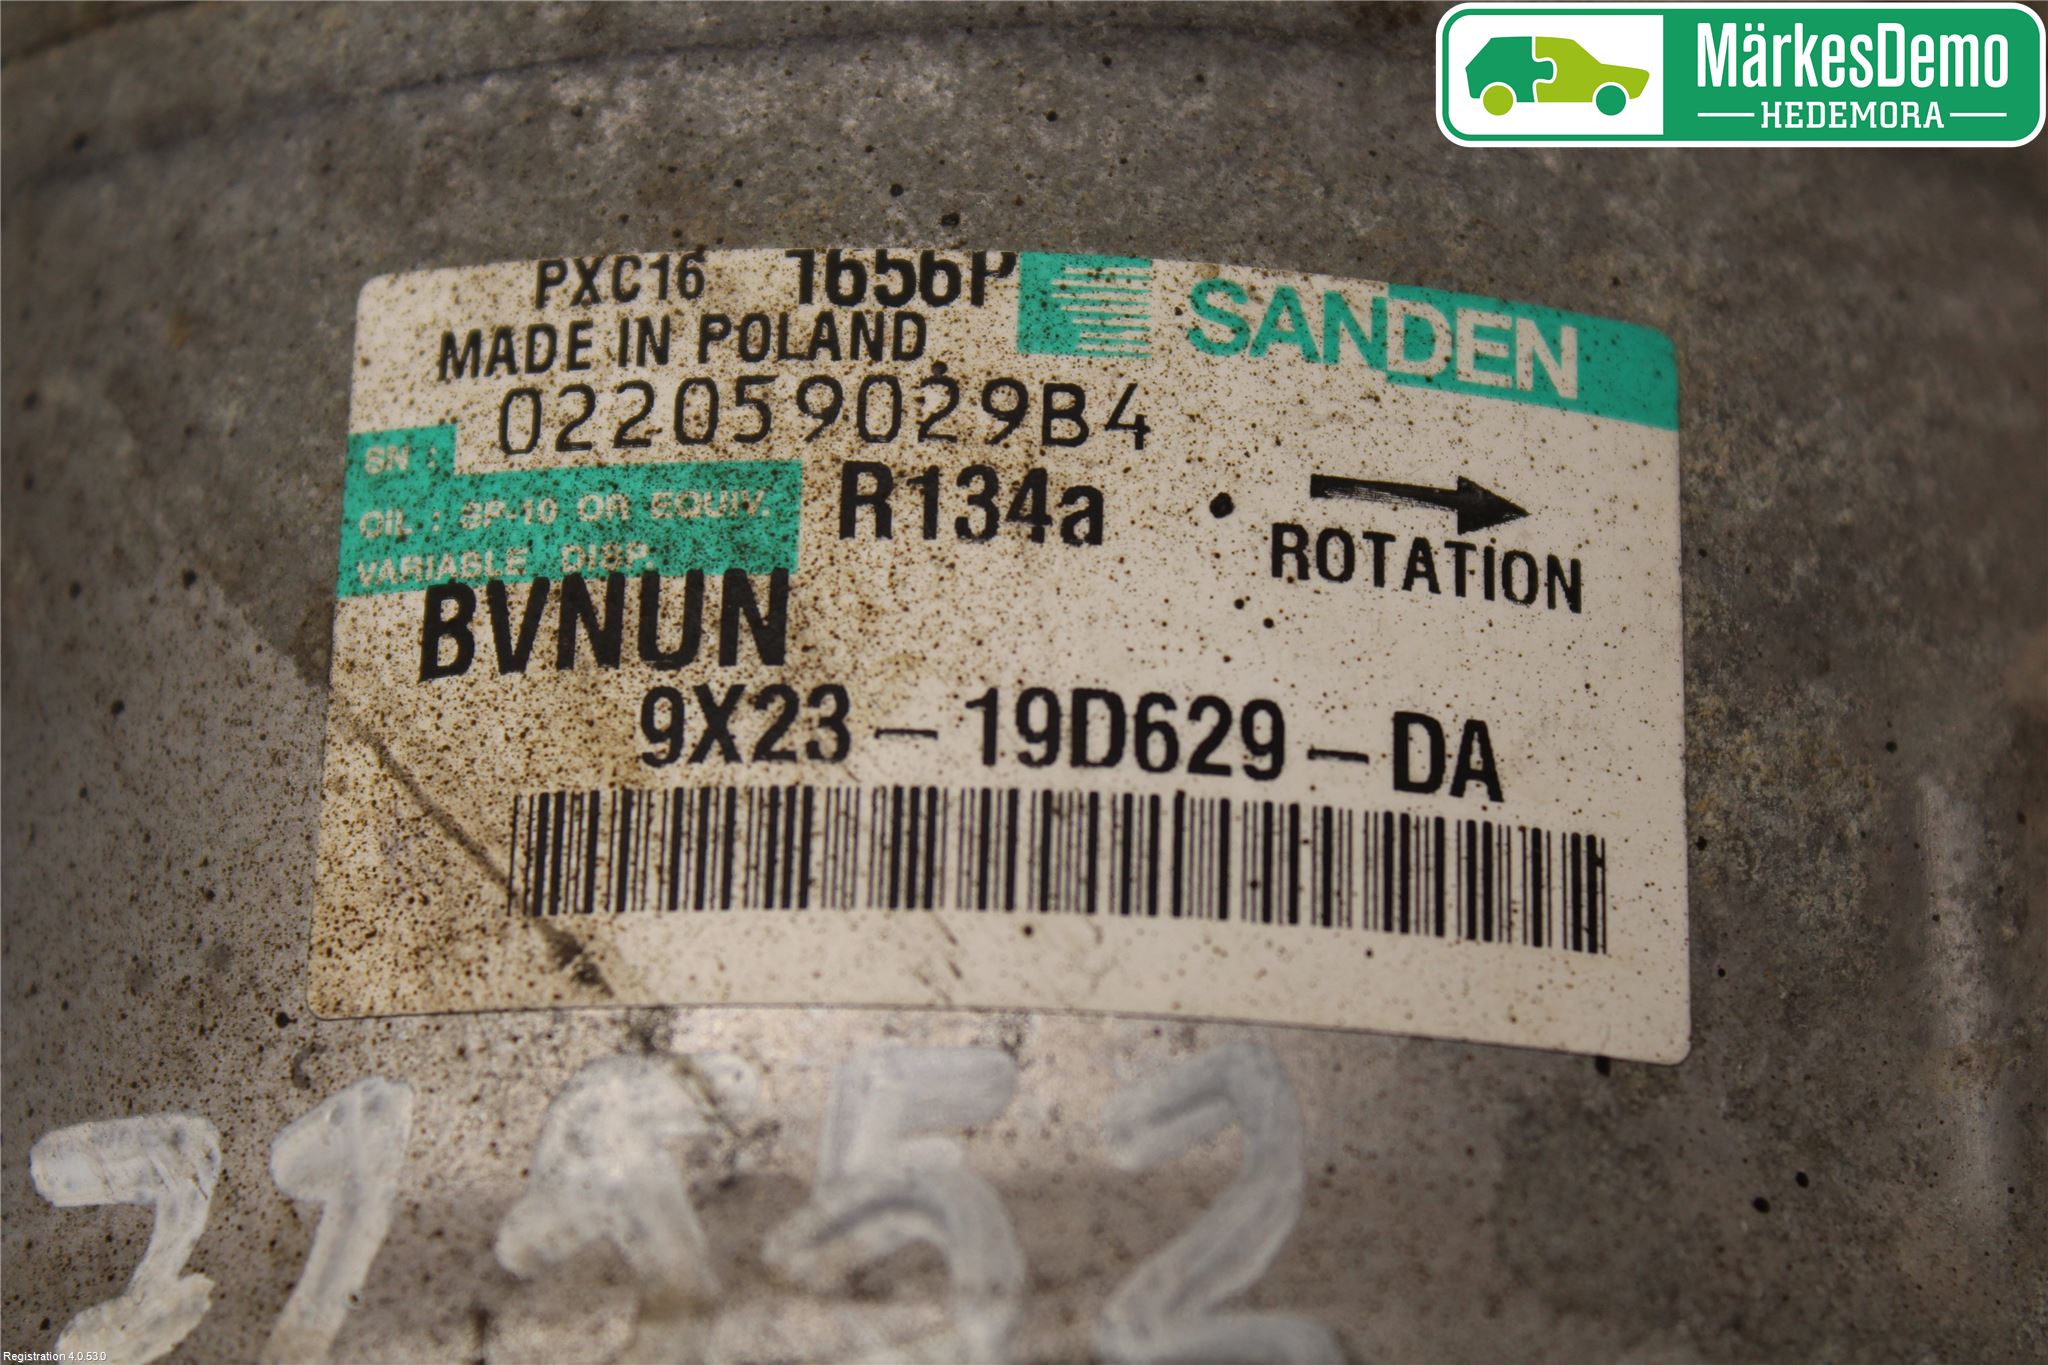 MärkesDemo
HEDEMORA
PXC16 1656P
SANDEN
MADE IN POLAND
SN : 022059029B4
OIL : SP-10 OR EQUIV.
R134a
VARIABLE DISP.
ROTATION
BVNUN
9X23-19D629-DA
Registration 4.0.53.0